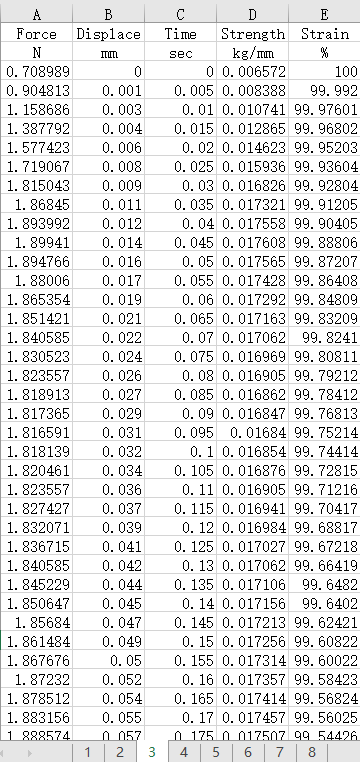 A B C D E
Force Displace Time Strength Strain
N mm sec kg/mm %
0.708989 0 0 0.006572 100
0.904813 0.001 0.005 0.008388 99.992
1.158686 0.003 0.01 0.010741 99.97601
1.387792 0.004 0.015 0.012865 99.96802
1.577423 0.006 0.02 0.014623 99.95203
1.719067 0.008 0.025 0.015936 99.93604
1.815043 0.009 0.03 0.016826 99.92804
1.86845 0.011 0.035 0.017321 99.91205
1.893992 0.012 0.04 0.017558 99.90405
1.89941 0.014 0.045 0.017608 99.88806
1.894766 0.016 0.05 0.017565 99.87207
1.88006 0.017 0.055 0.017428 99.86408
1.865354 0.019 0.06 0.017292 99.84809
1.851421 0.021 0.065 0.017163 99.83209
1.840585 0.022 0.07 0.017062 99.8241
1.830523 0.024 0.075 0.016969 99.80811
1.823557 0.026 0.08 0.016905 99.79212
1.818913 0.027 0.085 0.016862 99.78412
1.817365 0.029 0.09 0.016847 99.76813
1.816591 0.031 0.095 0.01684 99.75214
1.818139 0.032 0.1 0.016854 99.74414
1.820461 0.034 0.105 0.016876 99.72815
1.823557 0.036 0.11 0.016905 99.71216
1.827427 0.037 0.115 0.016941 99.70417
1.832071 0.039 0.12 0.016984 99.68817
1.836715 0.041 0.125 0.017027 99.67218
1.840585 0.042 0.13 0.017062 99.66419
1.845229 0.044 0.135 0.017106 99.6482
1.850647 0.045 0.14 0.017156 99.6402
1.85684 0.047 0.145 0.017213 99.62421
1.861484 0.049 0.15 0.017256 99.60822
1.867676 0.05 0.155 0.017314 99.60022
1.87232 0.052 0.16 0.017357 99.58423
1.878512 0.054 0.165 0.017414 99.56824
1.883156 0.055 0.17 0.017457 99.56025
1.888574 0.057 0.175 0.017507 99.54426
1 2 3 4 5 6 7 8